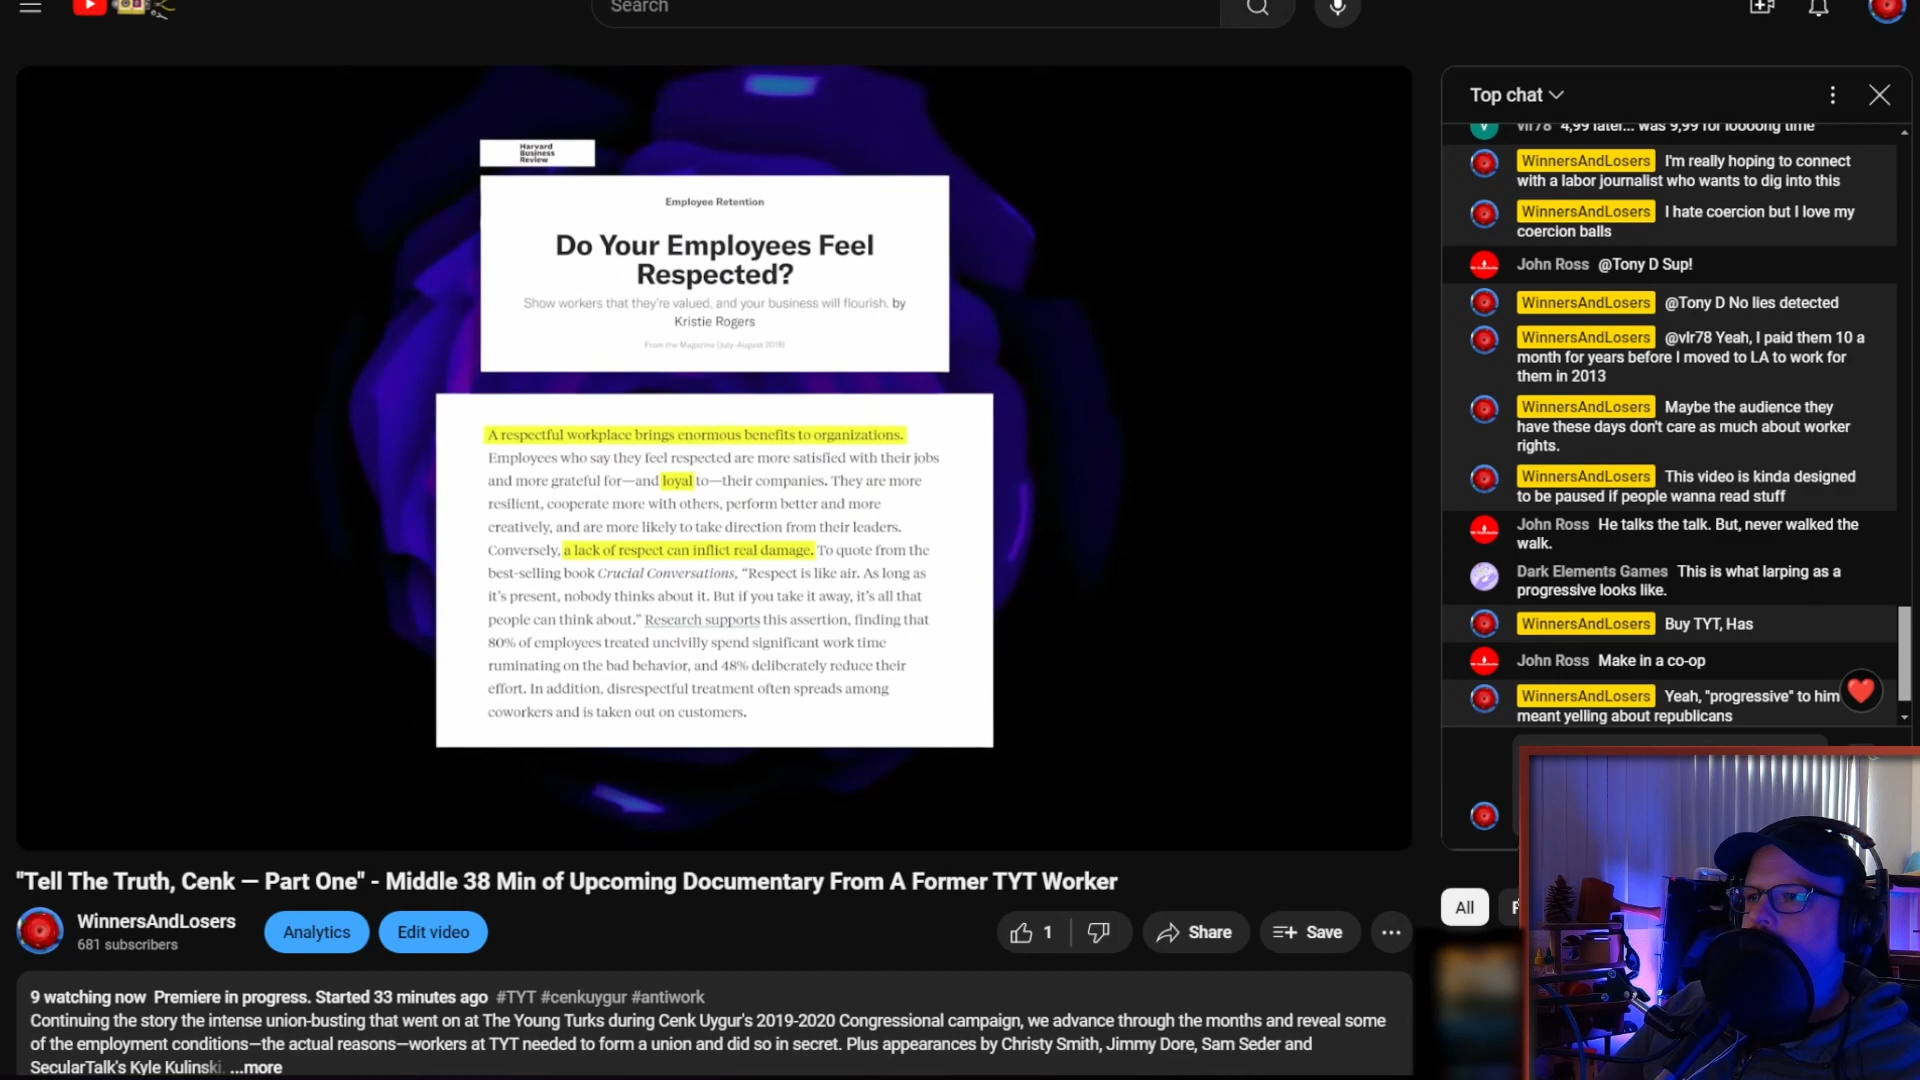 Search
Harvard
Business
Review
Employee Retention
Do Your Employees Feel
Respected?
Show workers that they're valued, and your business will flourish. by
Kristie Rogers
From the Magazine (July-August 2018)
A respectful workplace brings enormous benefits to organizations.
Employees who say they feel respected are more satisfied with their jobs
and more grateful for—and loyal to—their companies. They are more
resilient, cooperate more with others, perform better and more
creatively, and are more likely to take direction from their leaders.
Conversely, a lack of respect can inflict real damage. To quote from the
best-selling book Crucial Conversations, “Respect is like air. As long as
it's present, nobody thinks about it. But if you take it away, it's all that
people can think about.” Research supports this assertion, finding that
80% of employees treated uncivilly spend significant work time
ruminating on the bad behavior, and 48% deliberately reduce their
effort. In addition, disrespectful treatment often spreads among
coworkers and is taken out on customers.
"Tell The Truth, Cenk — Part One" - Middle 38 Min of Upcoming Documentary From A Former TYT Worker
WinnersAndLosers
681 subscribers
Analytics
Edit video
1
Share
Save
9 watching now Premiere in progress. Started 33 minutes ago #TYT #cenkuygur #antiwork
Continuing the story the intense union-busting that went on at The Young Turks during Cenk Uygur's 2019-2020 Congressional campaign, we advance through the months and reveal some
of the employment conditions—the actual reasons—workers at TYT needed to form a union and did so in secret. Plus appearances by Christy Smith, Jimmy Dore, Sam Seder and
SecularTalk's Kyle Kulinski. ...more
Top chat
V vlr78 4,99 later... was 9,99 for loooong time
WinnersAndLosers I'm really hoping to connect
with a labor journalist who wants to dig into this
WinnersAndLosers I hate coercion but I love my
coercion balls
John Ross @Tony D Sup!
WinnersAndLosers @Tony D No lies detected
WinnersAndLosers @vlr78 Yeah, I paid them 10 a
month for years before I moved to LA to work for
them in 2013
WinnersAndLosers Maybe the audience they
have these days don't care as much about worker
rights.
WinnersAndLosers This video is kinda designed
to be paused if people wanna read stuff
John Ross He talks the talk. But, never walked the
walk.
Dark Elements Games This is what larping as a
progressive looks like.
WinnersAndLosers Buy TYT, Has
John Ross Make in a co-op
WinnersAndLosers Yeah, "progressive" to him
meant yelling about republicans
All